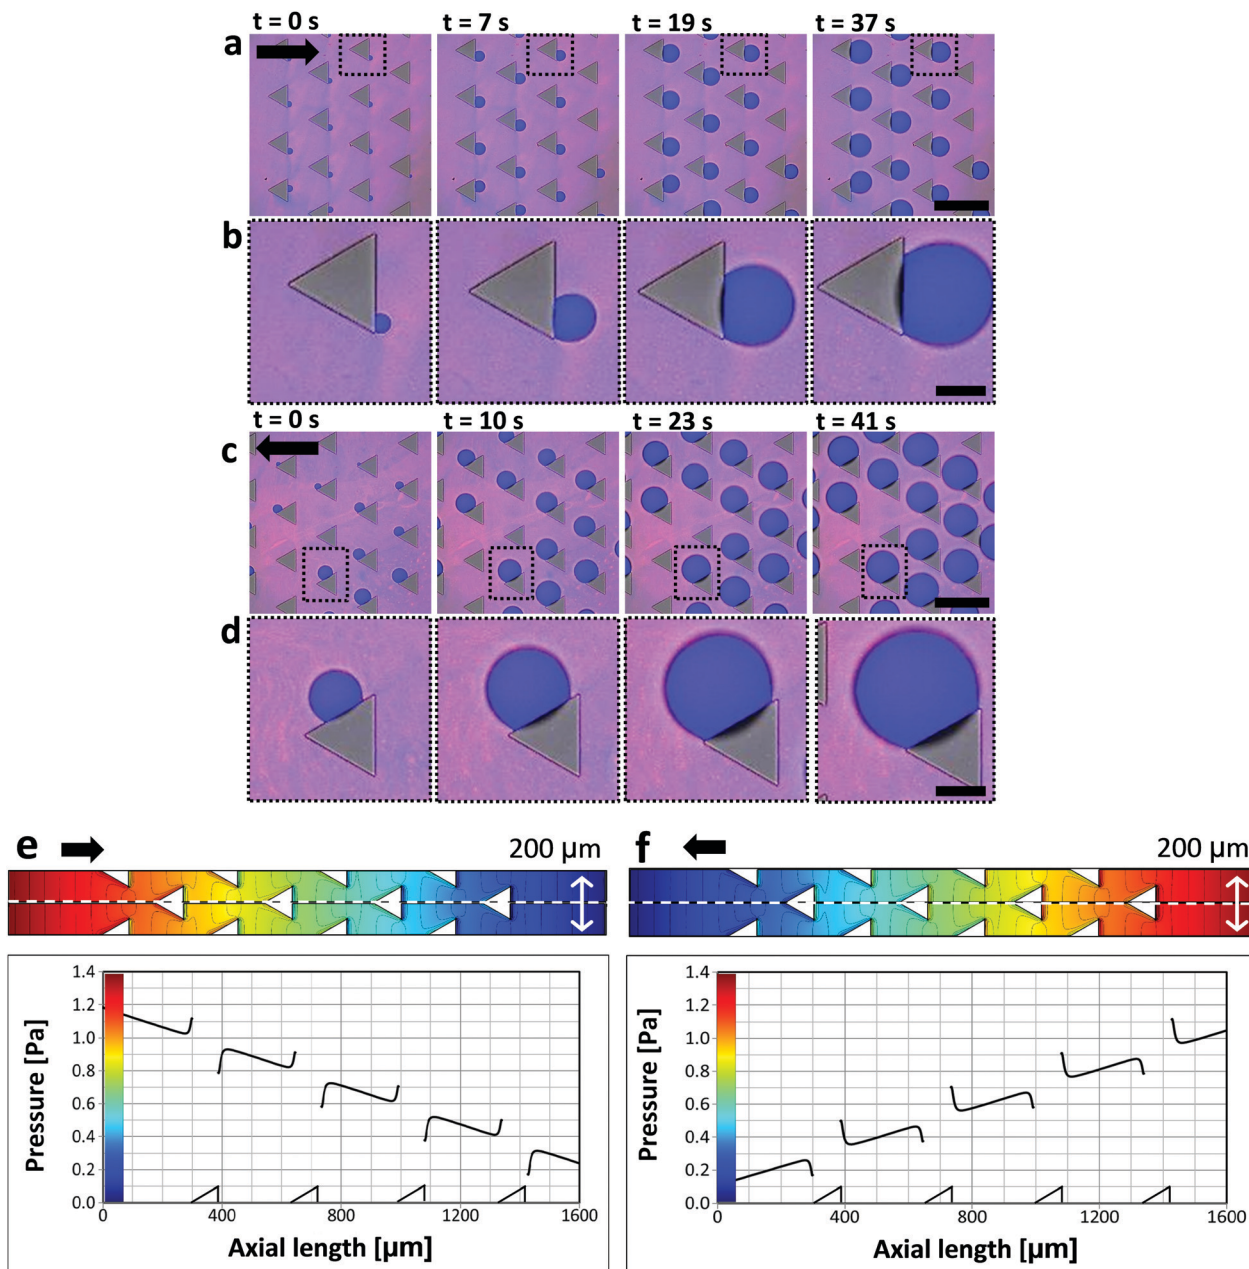 t = 0 s t = 7 s t = 19 s t = 37 s
a
b
t = 0 s t = 10 s t = 23 s t = 41 s
c
d
e 200 µm
f 200 µm
Pressure [Pa]
1.4
1.2
1.0
0.8
0.6
0.4
0.2
0.0
0 400 800 1200 1600
Axial length [µm]
Pressure [Pa]
1.4
1.2
1.0
0.8
0.6
0.4
0.2
0.0
0 400 800 1200 1600
Axial length [µm]